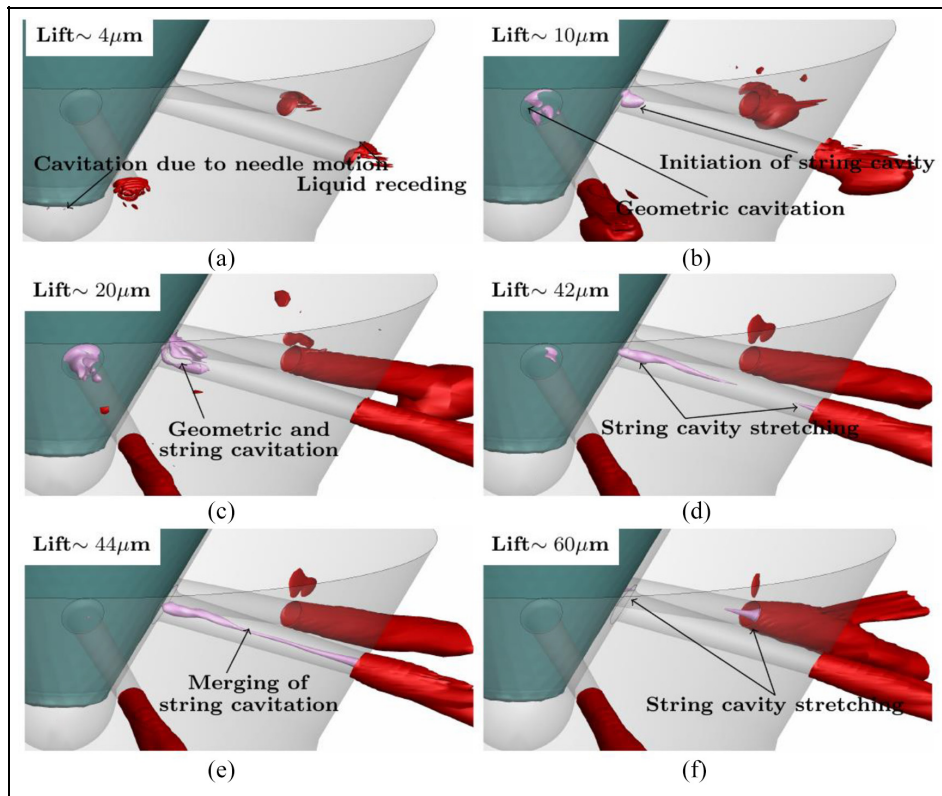 Lift∼ 4μm
Cavitation due to needle motion
Liquid receding
(a)
Lift∼ 10μm
Initiation of string cavity
Geometric cavitation
(b)
Lift∼ 20μm
Geometric and
string cavitation
(c)
Lift∼ 42μm
String cavity stretching
(d)
Lift∼ 44μm
Merging of
string cavitation
(e)
Lift∼ 60μm
String cavity stretching
(f)